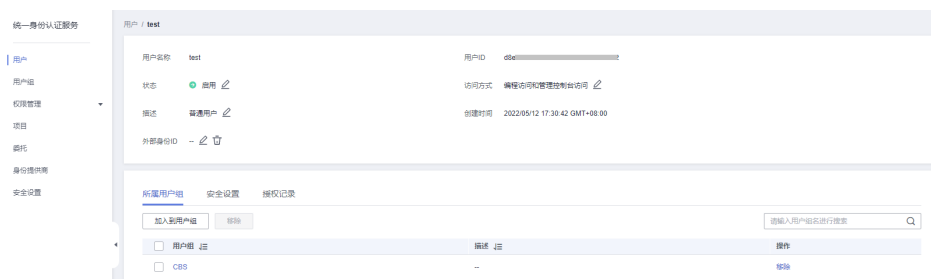 统一身份认证服务
用户
用户组
权限管理
项目
委托
身份提供商
安全设置
用户 / test
用户名称 test
用户ID d8e
状态 启用
访问方式 编程访问和管理控制台访问
描述 普通用户
创建时间 2022/05/12 17:30:42 GMT+08:00
外部身份ID --
所属用户组 安全设置 授权记录
加入到用户组 移除
请输入用户组名进行搜索
用户组 描述 操作
CBS -- 移除